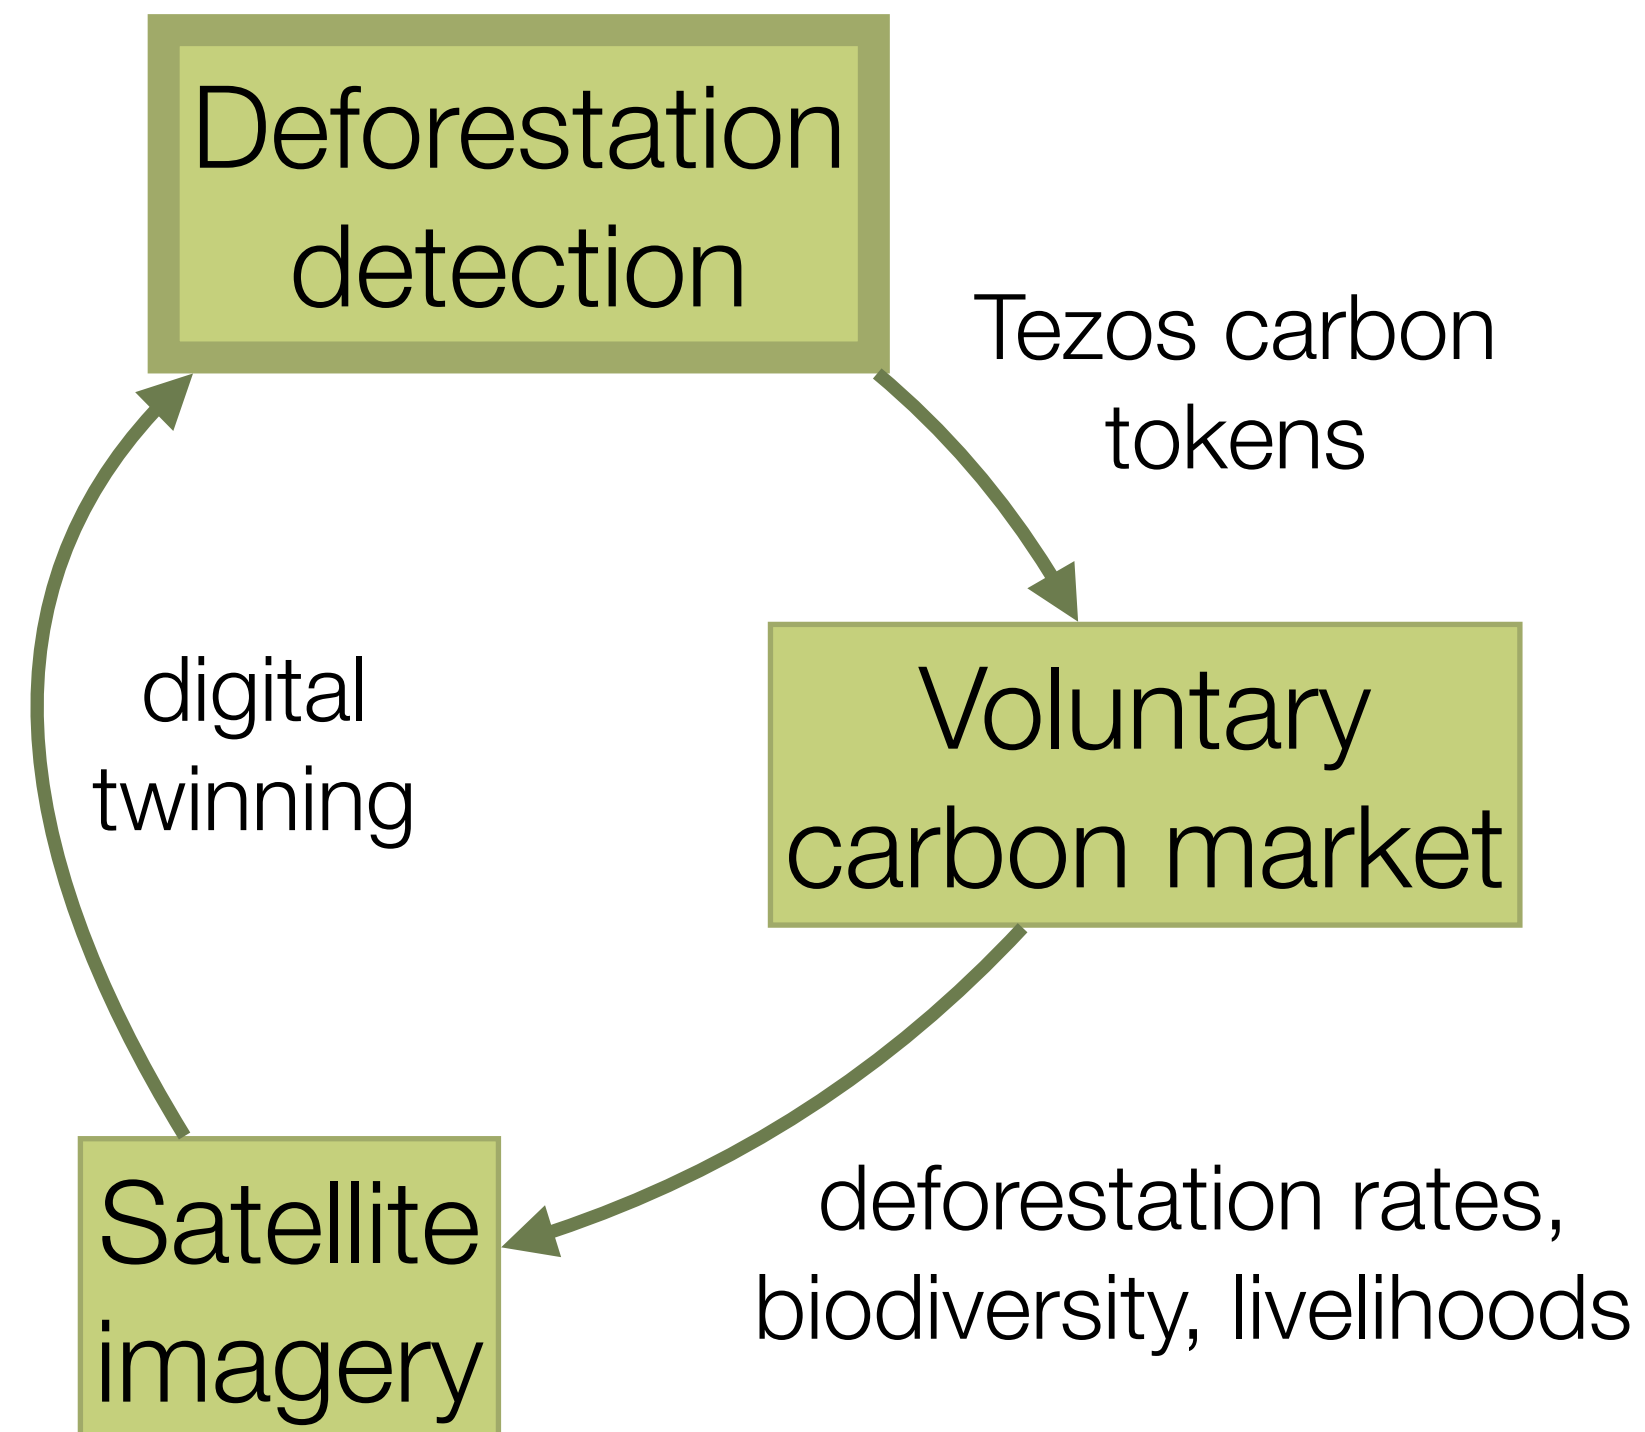 Deforestation
detection
Tezos carbon
tokens
digital
twinning
Voluntary
carbon market
deforestation rates,
biodiversity, livelihoods
Satellite
imagery